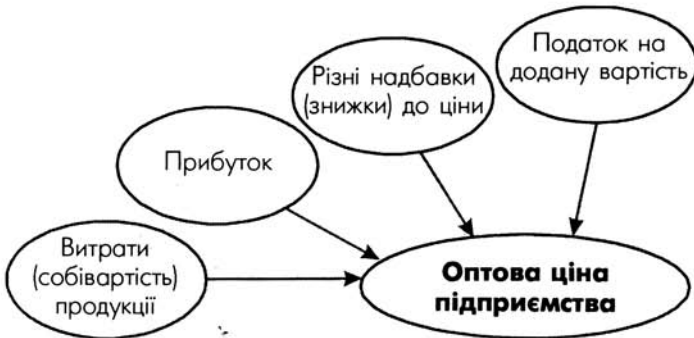 Податок на
додану вартість
Різні надбавки
(знижки) до ціни
Прибуток
Витрати
(собівартість)
продукції
Оптова ціна
підприємства